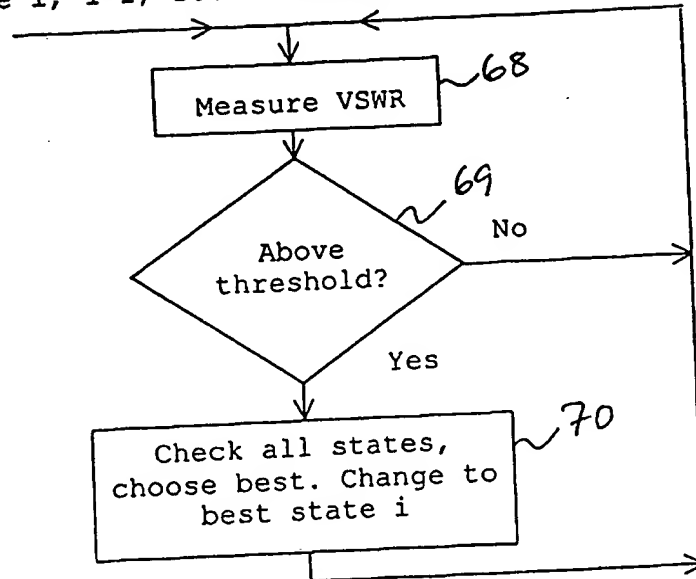 68
Measure VSWR
69
No
Above
threshold?
Yes
70
Check all states,
choose best. Change to
best state i